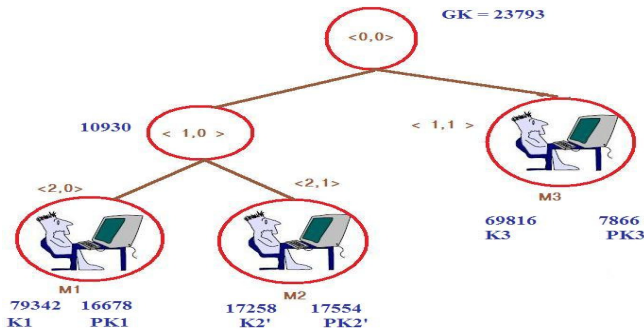 GK = 23793
<0,0>
10930
< 1,0 >
< 1,1 >
<2,0>
<2,1>
M3
69816 7866
K3 PK3
M1
M2
79342 16678
K1 PK1
17258 17554
K2' PK2'